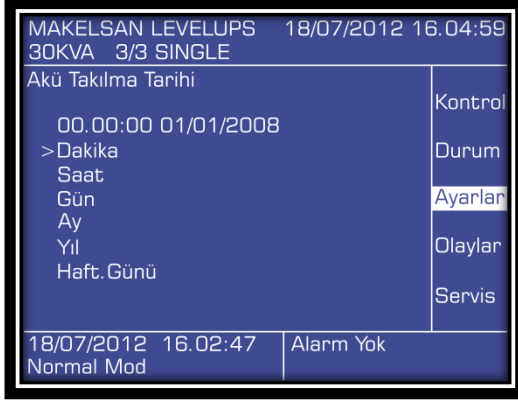 MAKELSAN LEVELUPS 18/07/2012 16.04:59
30KVA 3/3 SINGLE
Akü Takılma Tarihi
00.00:00 01/01/2008
>Dakika
Saat
Gün
Ay
Yıl
Haft.Günü
Kontrol
Durum
Ayarlar
Olaylar
Servis
18/07/2012 16.02:47
Normal Mod
Alarm Yok